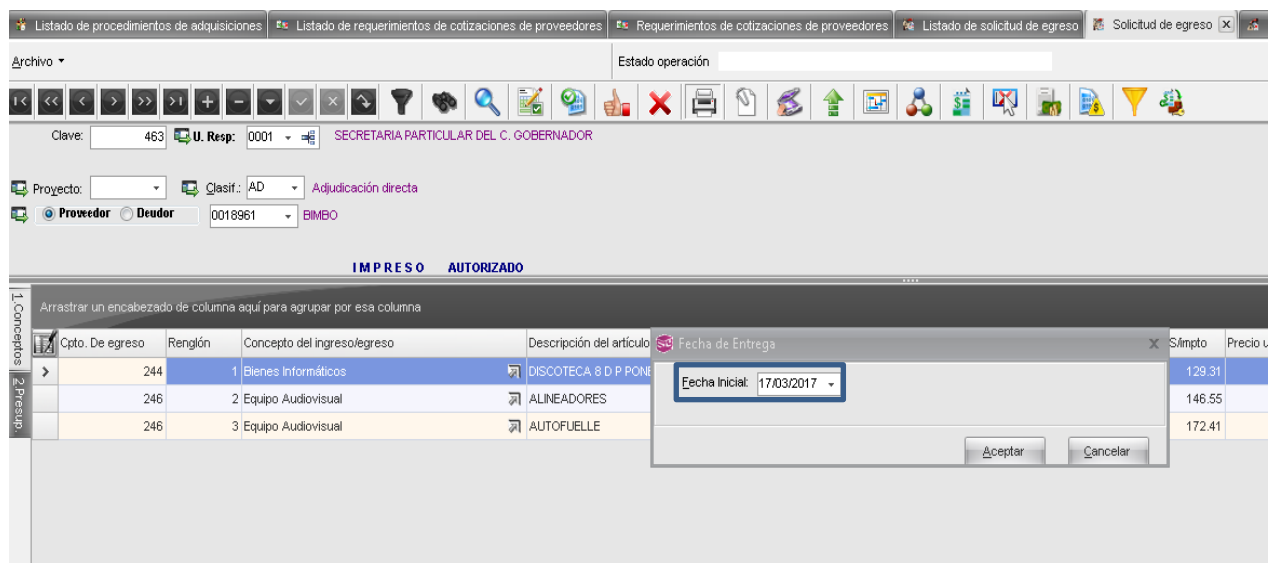 Listado de procedimientos de adquisiciones Listado de requerimientos de cotizaciones de proveedores Requerimientos de cotizaciones de proveedores Listado de solicitud de egreso Solicitud de egreso
Archivo Estado operación
Clave: 463 U. Resp: 0001 SECRETARIA PARTICULAR DEL C. GOBERNADOR
Proyecto: Clasif.: AD Adjudicación directa
Proveedor Deudor 0018961 BIMBO
IMPRESO AUTORIZADO
1.Conceptos
2.Presup.
Arrastrar un encabezado de columna aquí para agrupar por esa columna
Cpto. De egreso Renglón Concepto del ingreso/egreso Descripción del artículo S/impto Precio u
244 1 Bienes Informáticos DISCOTECA 8 D P PONE 129.31
246 2 Equipo Audiovisual ALINEADORES 146.55
246 3 Equipo Audiovisual AUTOFUELLE 172.41
Fecha de Entrega
Fecha Inicial: 17/03/2017
Aceptar Cancelar